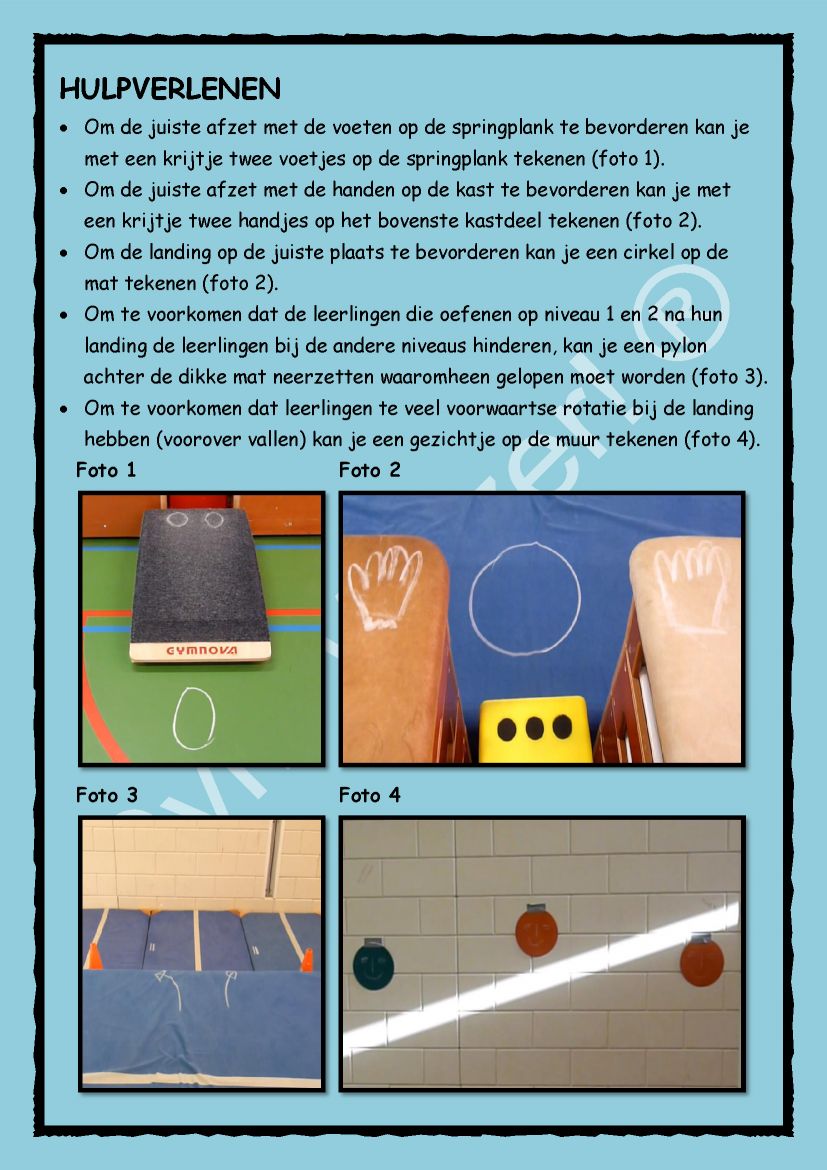 HULPVERLENEN
• Om de juiste afzet met de voeten op de springplank te bevorderen kan je
met een krijtje twee voetjes op de springplank tekenen (foto 1).
• Om de juiste afzet met de handen op de kast te bevorderen kan je met
een krijtje twee handjes op het bovenste kastdeel tekenen (foto 2).
• Om de landing op de juiste plaats te bevorderen kan je een cirkel op de
mat tekenen (foto 2).
• Om te voorkomen dat de leerlingen die oefenen op niveau 1 en 2 na hun
landing de leerlingen bij de andere niveaus hinderen, kan je een pylon
achter de dikke mat neerzetten waaromheen gelopen moet worden (foto 3).
• Om te voorkomen dat leerlingen te veel voorwaartse rotatie bij de landing
hebben (voorover vallen) kan je een gezichtje op de muur tekenen (foto 4).
Foto 1
Foto 2
GYMNOVA
Foto 3
Foto 4